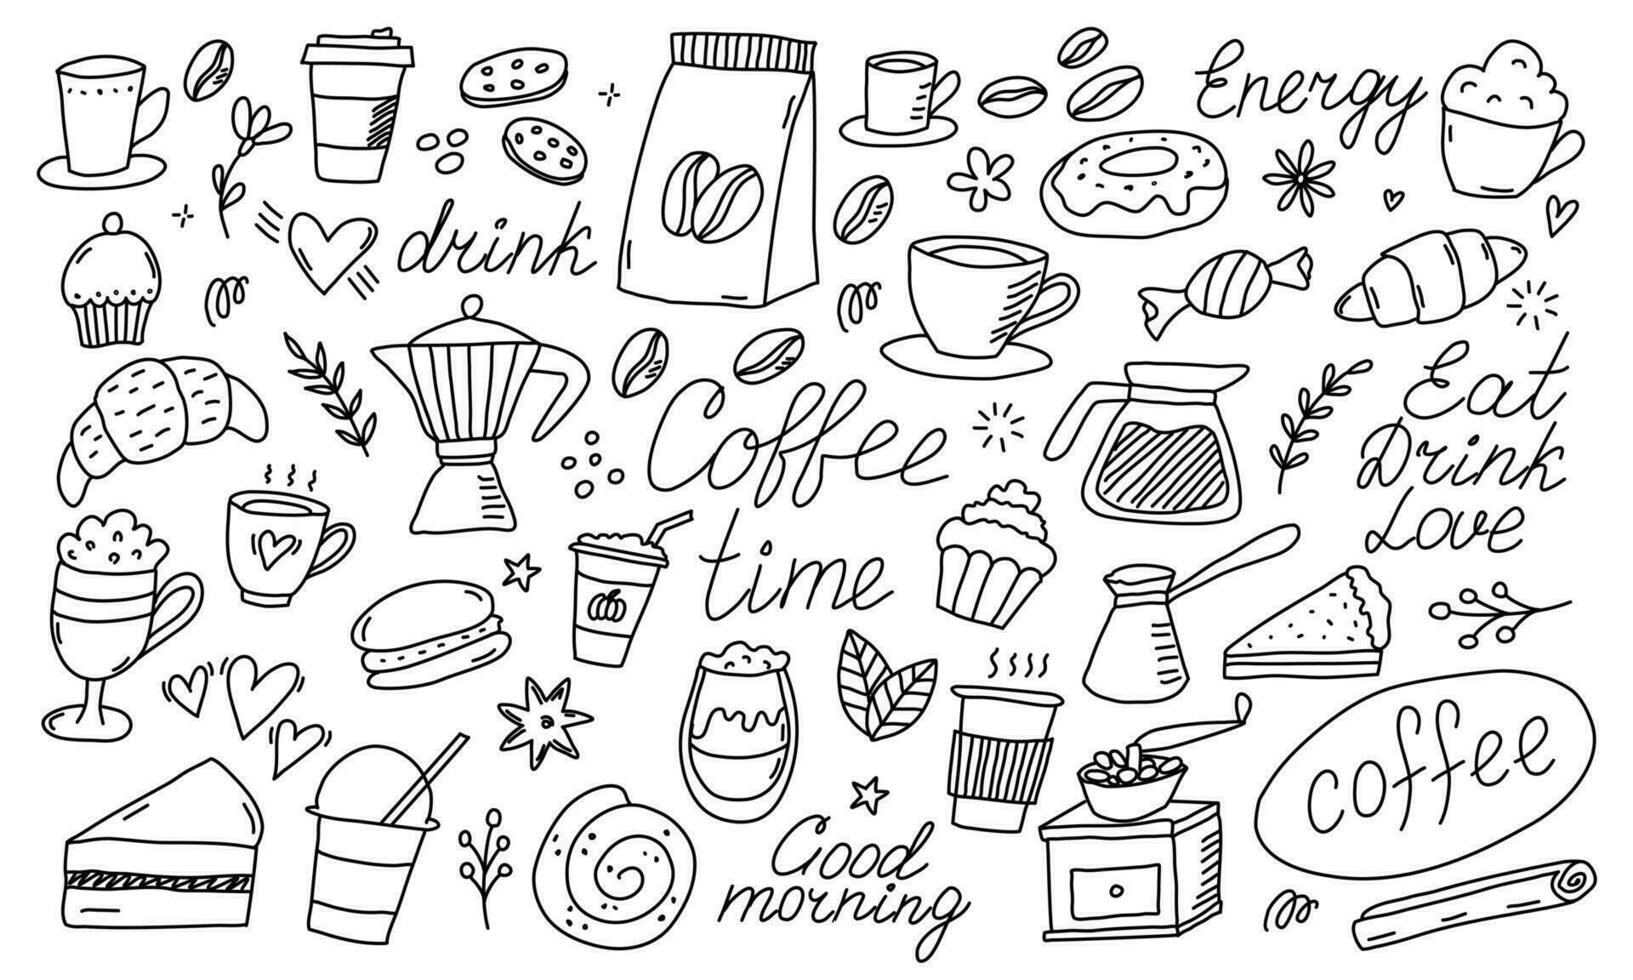 Energy
drink
Coffee
time
Eat
Drink
Love
coffee
Good
morning